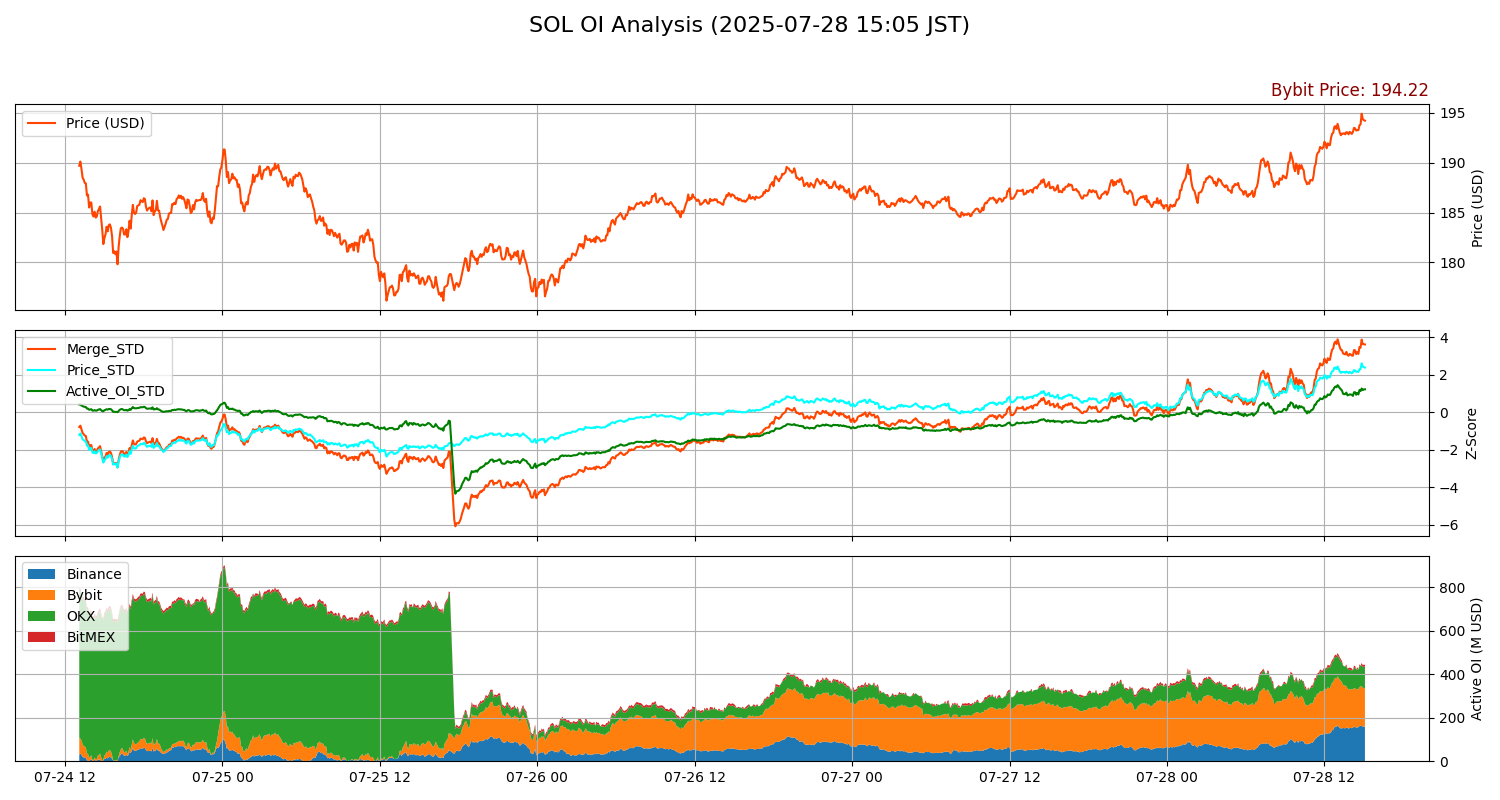 SOL OI Analysis (2025-07-28 15:05 JST)
Bybit Price: 194.22
Price (USD)
195
190
185
180
Price (USD)
Merge_STD
Price_STD
Active_OI_STD
4
2
0
−2
−4
−6
Z-Score
Binance
Bybit
OKX
BitMEX
800
600
400
200
0
Active OI (M USD)
07-24 12
07-25 00
07-25 12
07-26 00
07-26 12
07-27 00
07-27 12
07-28 00
07-28 12